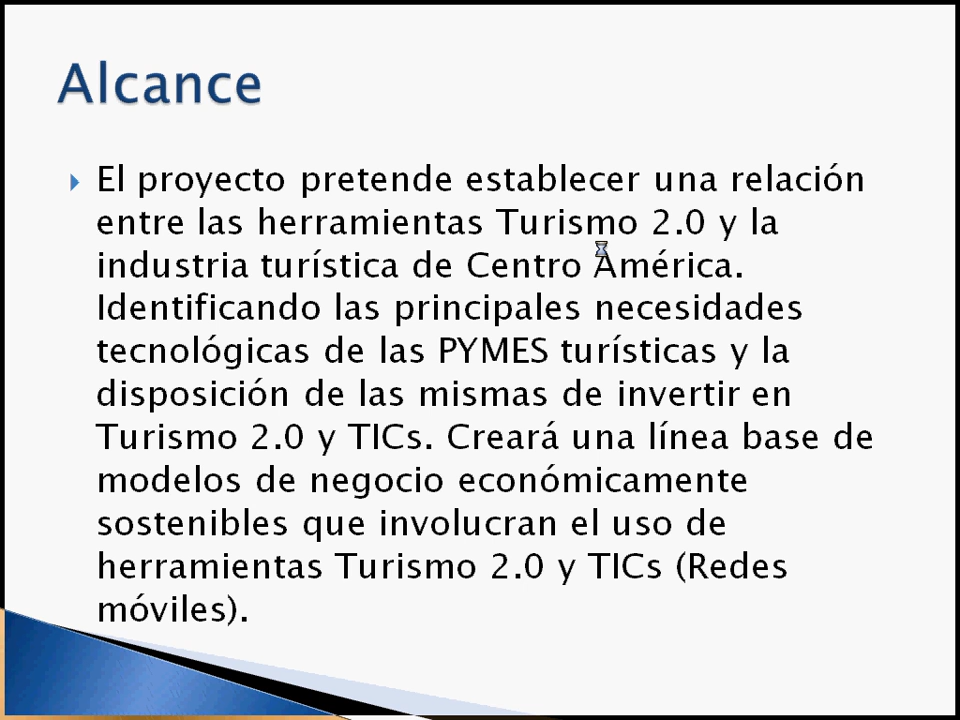 Alcance
El proyecto pretende establecer una relación
entre las herramientas Turismo 2.0 y la
industria turística de Centro América.
Identificando las principales necesidades
tecnológicas de las PYMES turísticas y la
disposición de las mismas de invertir en
Turismo 2.0 y TICs. Creará una línea base de
modelos de negocio económicamente
sostenibles que involucran el uso de
herramientas Turismo 2.0 y TICs (Redes
móviles).